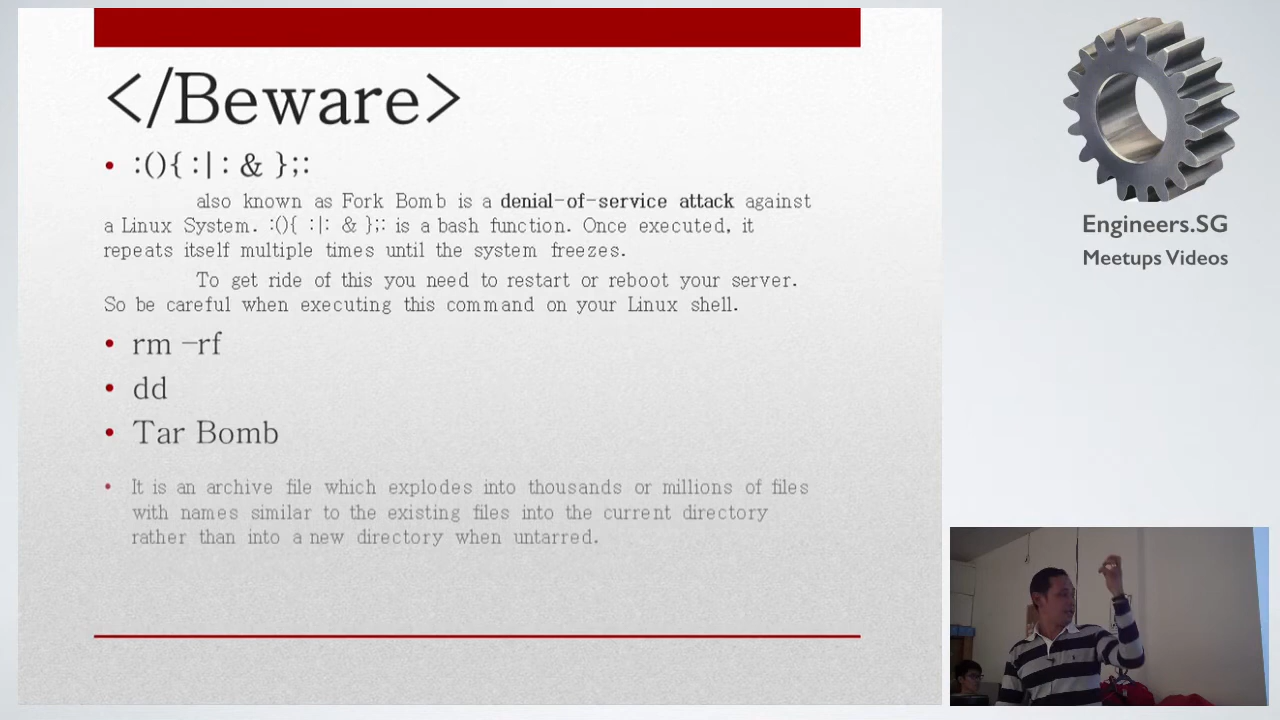 </Beware>
• :(){ :|: & };:
also known as Fork Bomb is a denial-of-service attack against
a Linux System. :(){ :|: & };: is a bash function. Once executed, it
repeats itself multiple times until the system freezes.
To get ride of this you need to restart or reboot your server.
So be careful when executing this command on your Linux shell.
• rm –rf
• dd
• Tar Bomb
• It is an archive file which explodes into thousands or millions of files
with names similar to the existing files into the current directory
rather than into a new directory when untarred.
Engineers.SG
Meetups Videos